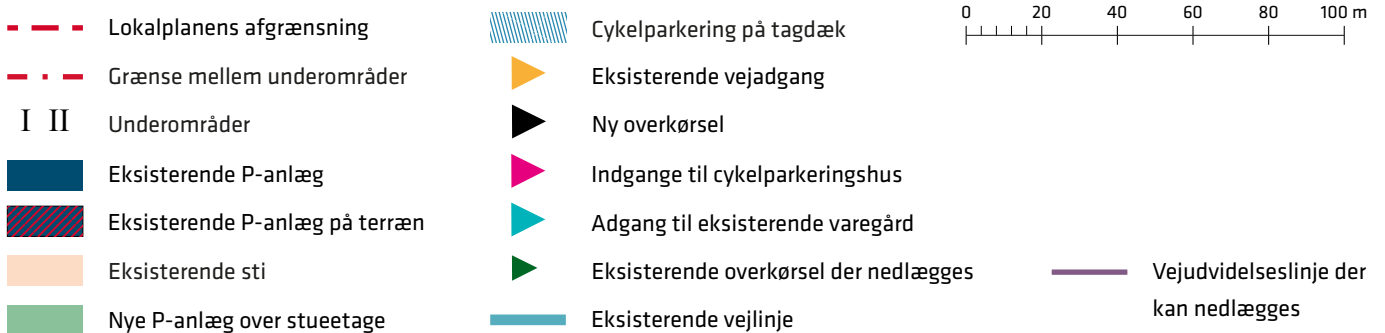 Lokalplanens afgrænsning
Grænse mellem underområder
I II Underområder
Eksisterende P-anlæg
Eksisterende P-anlæg på terræn
Eksisterende sti
Nye P-anlæg over stueetage
Cykelparkering på tagdæk
Eksisterende vejadgang
Ny overkørsel
Indgange til cykelparkeringshus
Adgang til eksisterende varegård
Eksisterende overkørsel der nedlægges
Eksisterende vejlinje
0 20 40 60 80 100 m
Vejudvidelseslinje der
kan nedlægges